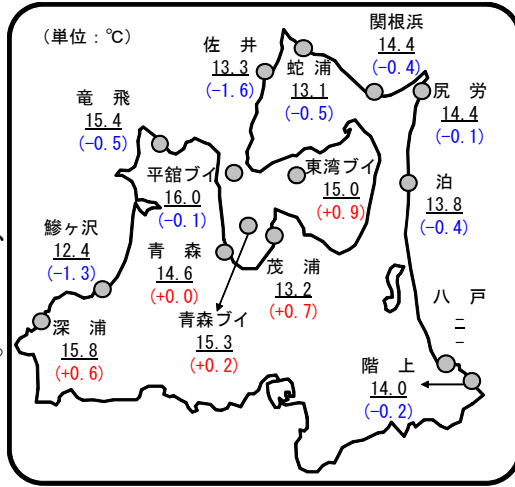 (単位：℃)
関根浜
14.4
(−0.4)
佐　井
13.3
(−1.6)
蛇　浦
13.1
(−0.5)
尻　労
14.4
(−0.1)
竜　飛
15.4
(−0.5)
平舘ブイ
16.0
(−0.1)
東湾ブイ
15.0
(+0.9)
泊
13.8
(−0.4)
鰺ヶ沢
12.4
(−1.3)
青　森
14.6
(+0.0)
茂　浦
13.2
(+0.7)
八　戸
−
−
青森ブイ
15.3
(+0.2)
深　浦
15.8
(+0.6)
階　上
14.0
(−0.2)